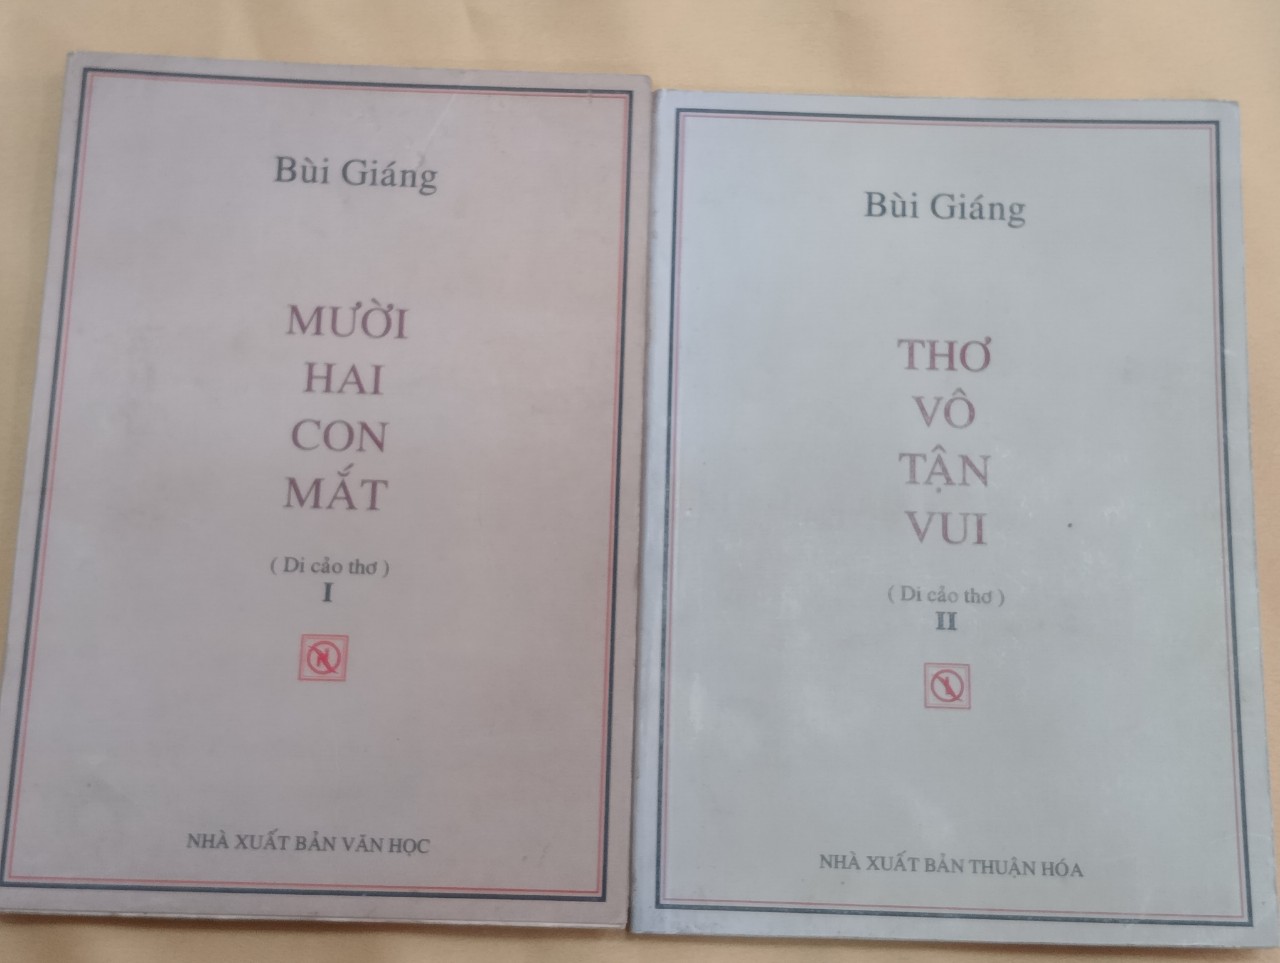 Bùi Giáng
MƯỜI
HAI
CON
MẮT
( Di cảo thơ )
I
NHÀ XUẤT BẢN VĂN HỌC
Bùi Giáng
THƠ
VÔ
TẬN
VUI
( Di cảo thơ )
II
NHÀ XUẤT BẢN THUẬN HÓA